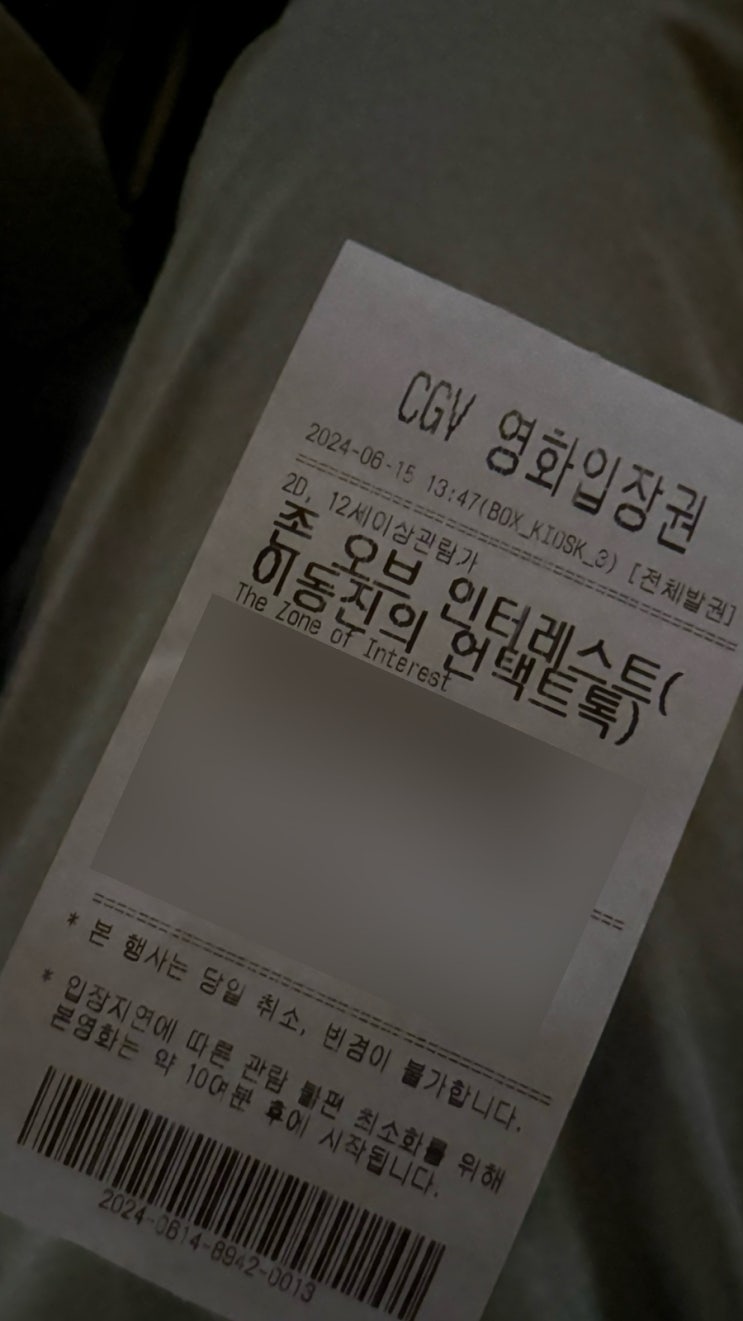 CGV 영화입장권
2024-06-15 13:47(BOX_KIOSK_3) [전체발권]
2D, 12세이상관람가
존 오브 인터레스트(
이동진의 언택트톡)
The Zone of Interest
* 본 행사는 당일 취소, 변경이 불가합니다.
* 입장지연에 따른 관람 불편 최소화를 위해
본영화는 약 10여분 후에 시작됩니다.
2024-0614-8942-0013